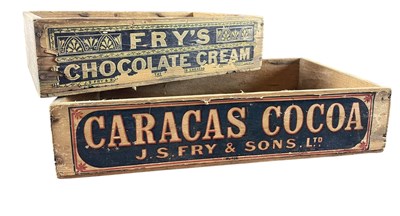 FRY'S
CHOCOLATE CREAM
CARACAS COCOA
J.S. FRY & SONS. LTD